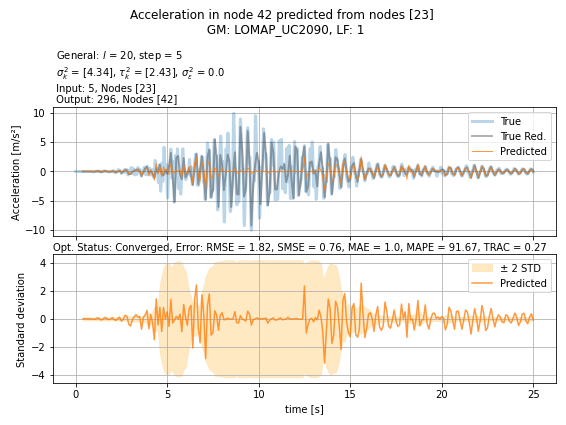 Acceleration in node 42 predicted from nodes [23]
GM: LOMAP_UC2090, LF: 1
General: l = 20, step = 5
σ²ₖ = [4.34], τ²ₖ = [2.43], σ²ε = 0.0
Input: 5, Nodes [23]
Output: 296, Nodes [42]
Acceleration [m/s²]
10
5
0
−5
−10
True
True Red.
Predicted
Opt. Status: Converged, Error: RMSE = 1.82, SMSE = 0.76, MAE = 1.0, MAPE = 91.67, TRAC = 0.27
Standard deviation
4
2
0
−2
−4
± 2 STD
Predicted
0 5 10 15 20 25
time [s]